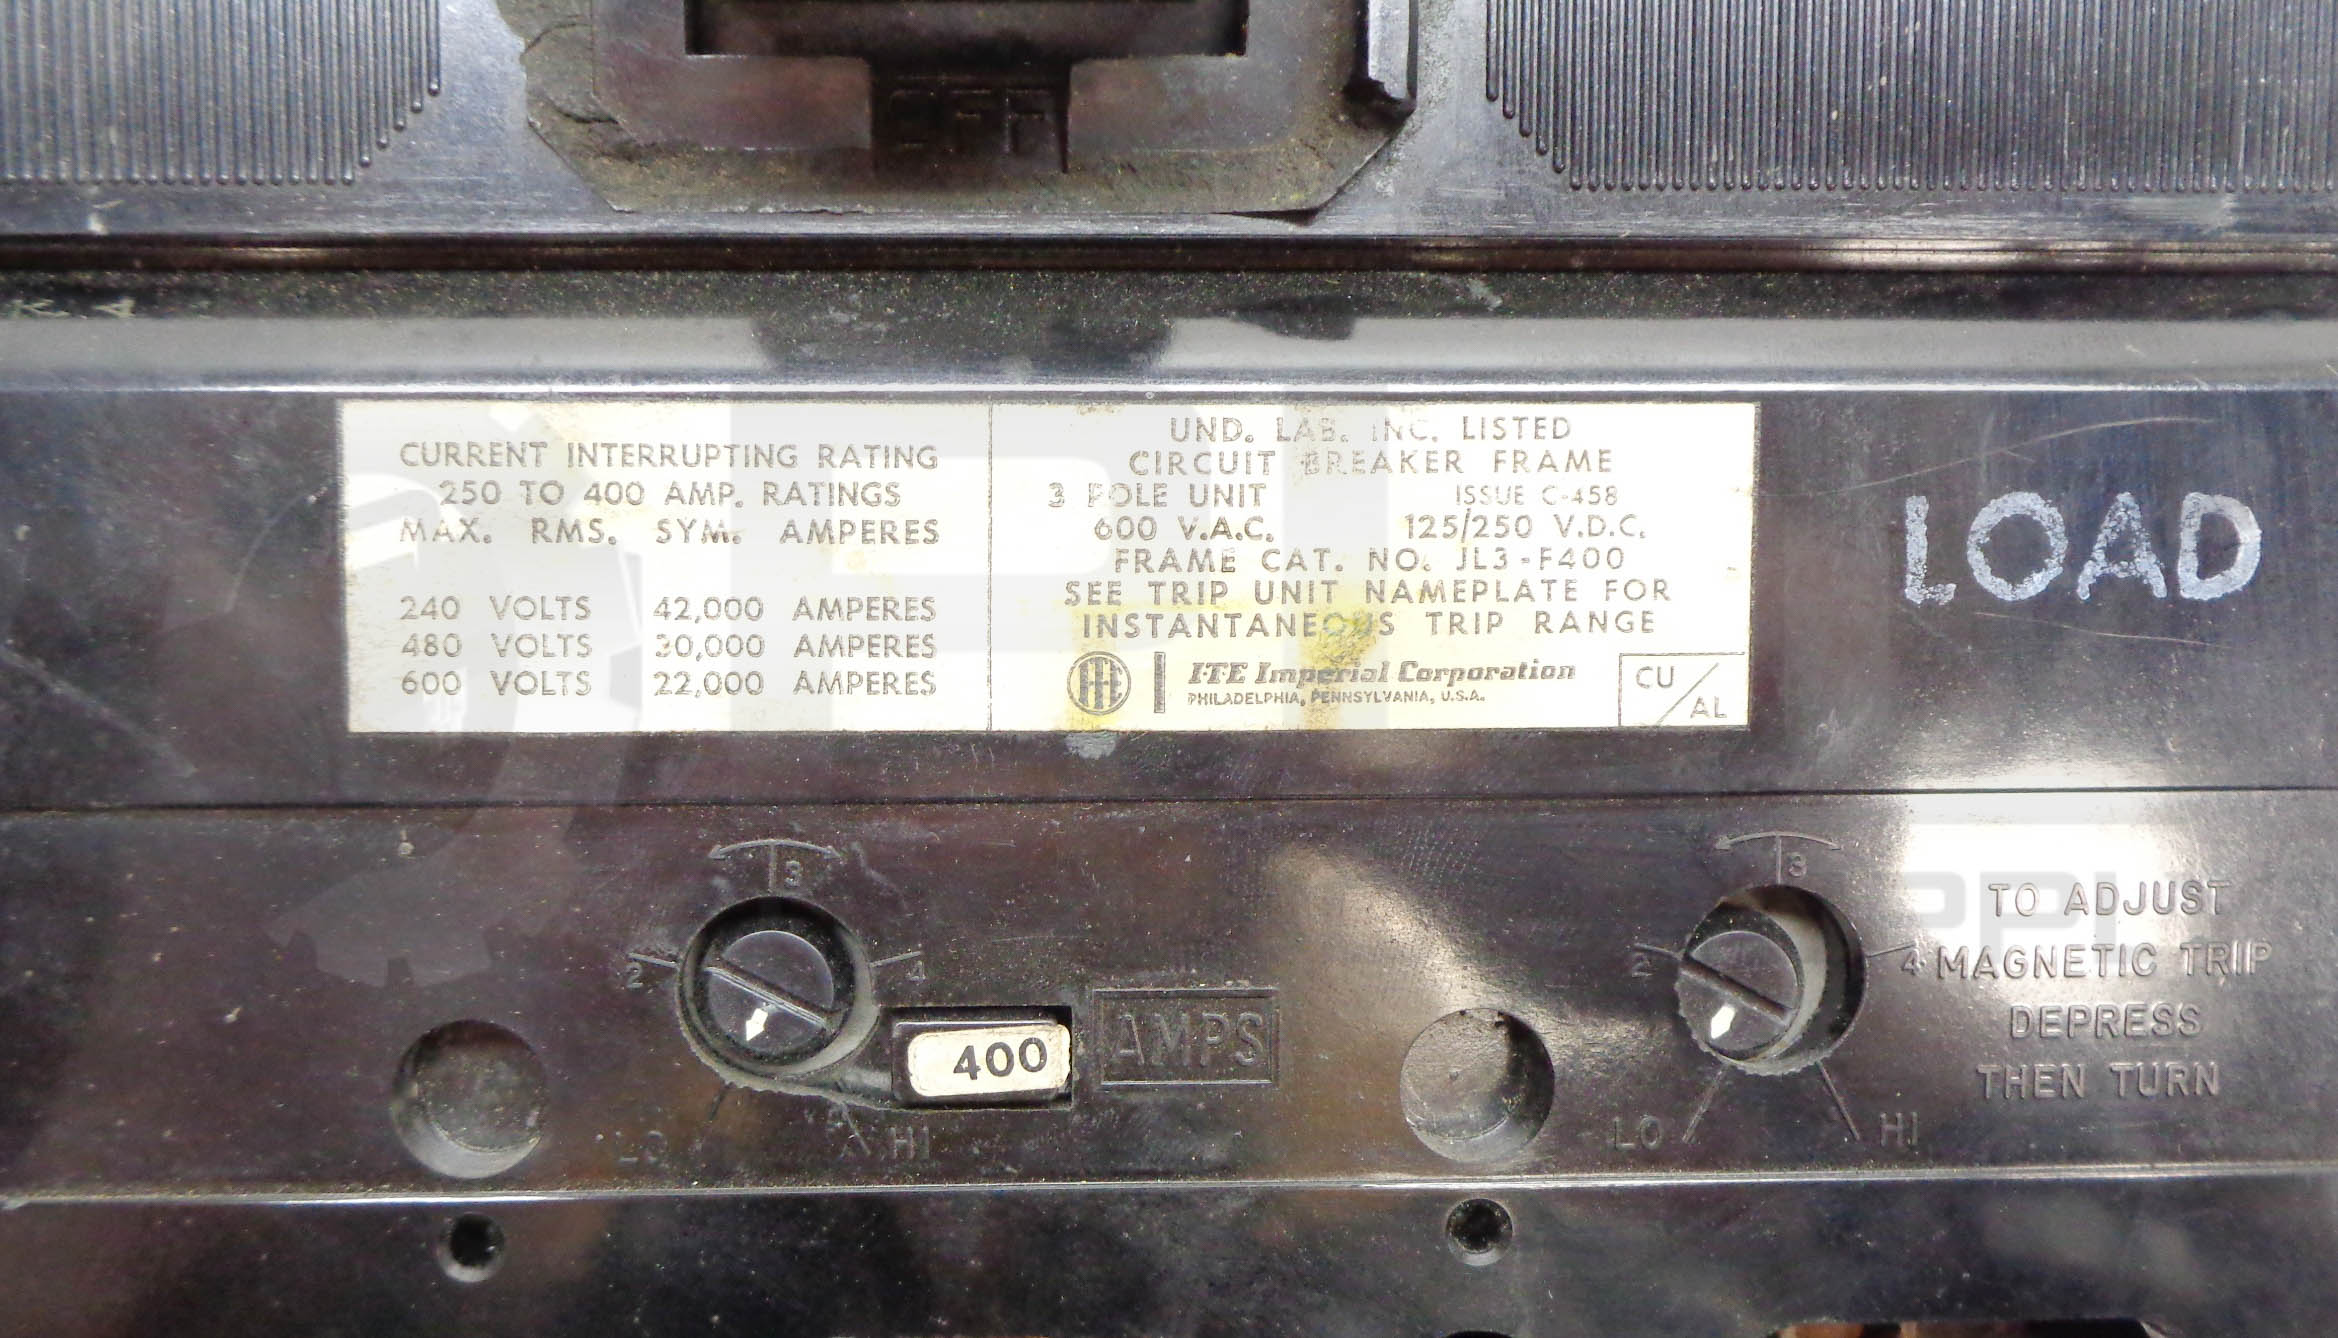 OFF
CURRENT INTERRUPTING RATING
250 TO 400 AMP. RATINGS
MAX. RMS. SYM. AMPERES
240 VOLTS 42,000 AMPERES
480 VOLTS 30,000 AMPERES
600 VOLTS 22,000 AMPERES
UND. LAB. INC. LISTED
CIRCUIT BREAKER FRAME
3 POLE UNIT ISSUE C-458
600 V.A.C. 125/250 V.D.C.
FRAME CAT. NO. JL3-F400
SEE TRIP UNIT NAMEPLATE FOR
INSTANTANEOUS TRIP RANGE
ITE I-T-E Imperial Corporation
PHILADELPHIA, PENNSYLVANIA, U.S.A.
CU/AL
LOAD
3
2 4
LO HI
400 AMPS
3
2 4
LO HI
TO ADJUST
MAGNETIC TRIP
DEPRESS
THEN TURN
PPI